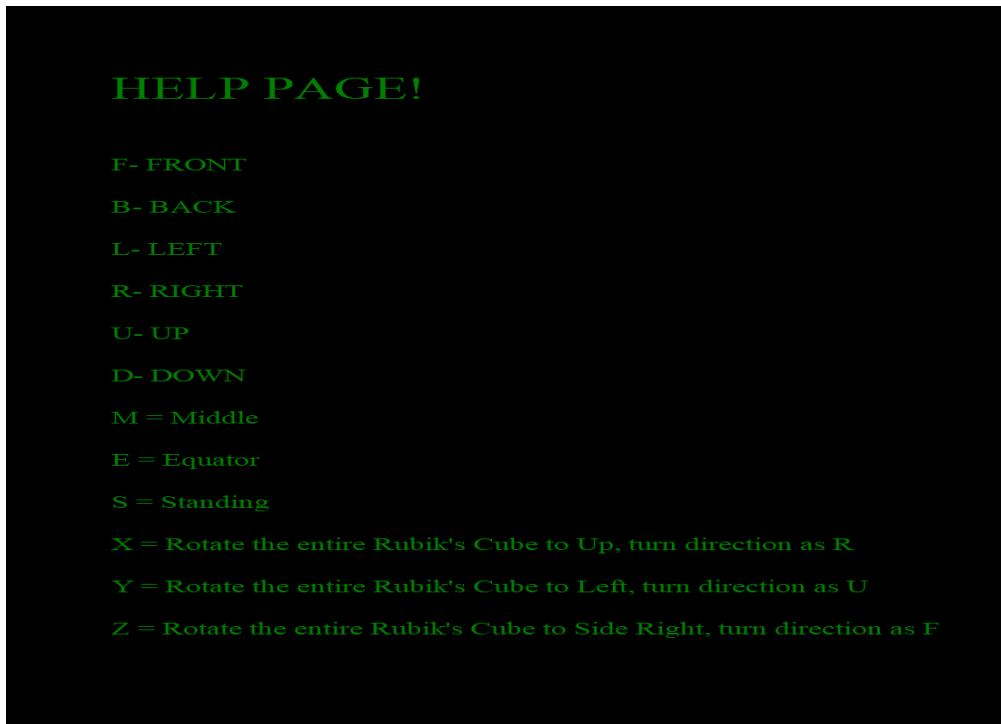 HELP PAGE!
F- FRONT
B- BACK
L- LEFT
R- RIGHT
U- UP
D- DOWN
M = Middle
E = Equator
S = Standing
X = Rotate the entire Rubik's Cube to Up, turn direction as R
Y = Rotate the entire Rubik's Cube to Left, turn direction as U
Z = Rotate the entire Rubik's Cube to Side Right, turn direction as F